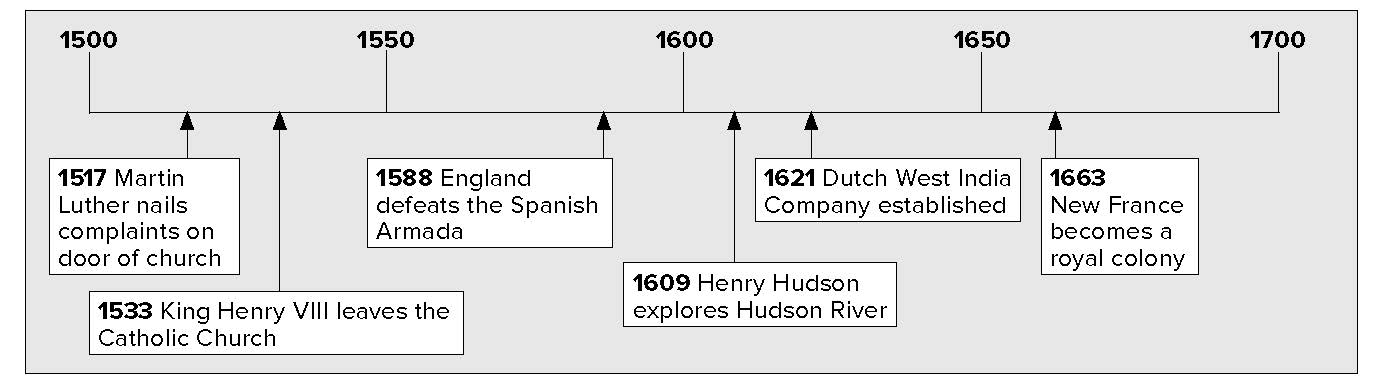 1500 1550 1600 1650 1700
1517 Martin
Luther nails
complaints on
door of church
1533 King Henry VIII leaves the
Catholic Church
1588 England
defeats the Spanish
Armada
1609 Henry Hudson
explores Hudson River
1621 Dutch West India
Company established
1663
New France
becomes a
royal colony